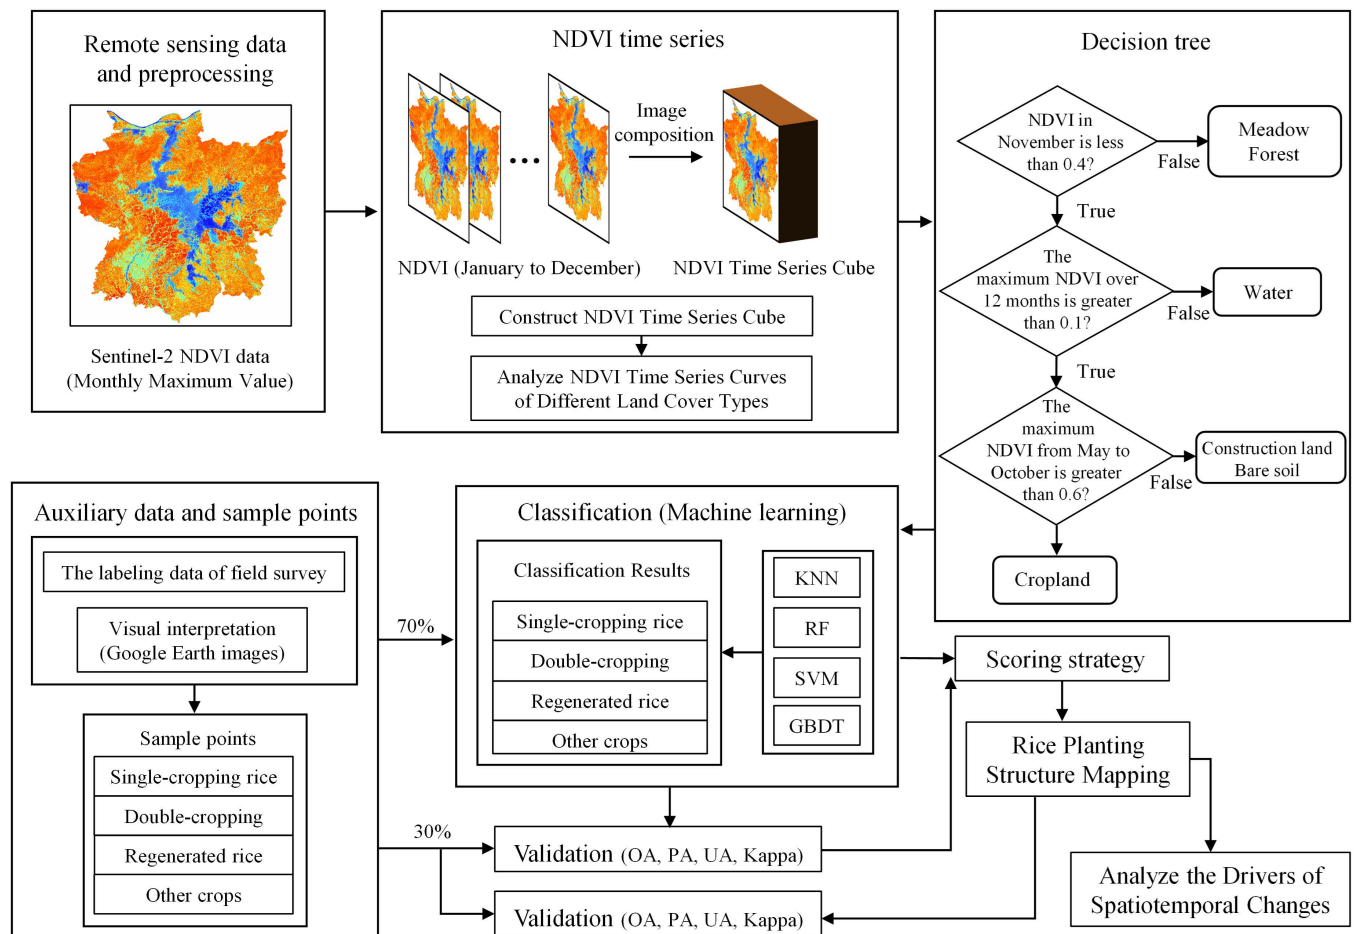 Remote sensing data
and preprocessing
Sentinel-2 NDVI data
(Monthly Maximum Value)
NDVI time series
Image
composition
NDVI (January to December)
NDVI Time Series Cube
Construct NDVI Time Series Cube
Analyze NDVI Time Series Curves
of Different Land Cover Types
Decision tree
NDVI in
November is less
than 0.4?
False
Meadow
Forest
True
The
maximum NDVI over
12 months is greater
than 0.1?
False
Water
True
The
maximum
NDVI from May to
October is greater
than 0.6?
False
Construction land
Bare soil
Cropland
Auxiliary data and sample points
The labeling data of field survey
Visual interpretation
(Google Earth images)
Sample points
Single-cropping rice
Double-cropping
Regenerated rice
Other crops
70%
30%
Classification (Machine learning)
Classification Results
Single-cropping rice
Double-cropping
Regenerated rice
Other crops
KNN
RF
SVM
GBDT
Validation (OA, PA, UA, Kappa)
Validation (OA, PA, UA, Kappa)
Scoring strategy
Rice Planting
Structure Mapping
Analyze the Drivers of
Spatiotemporal Changes